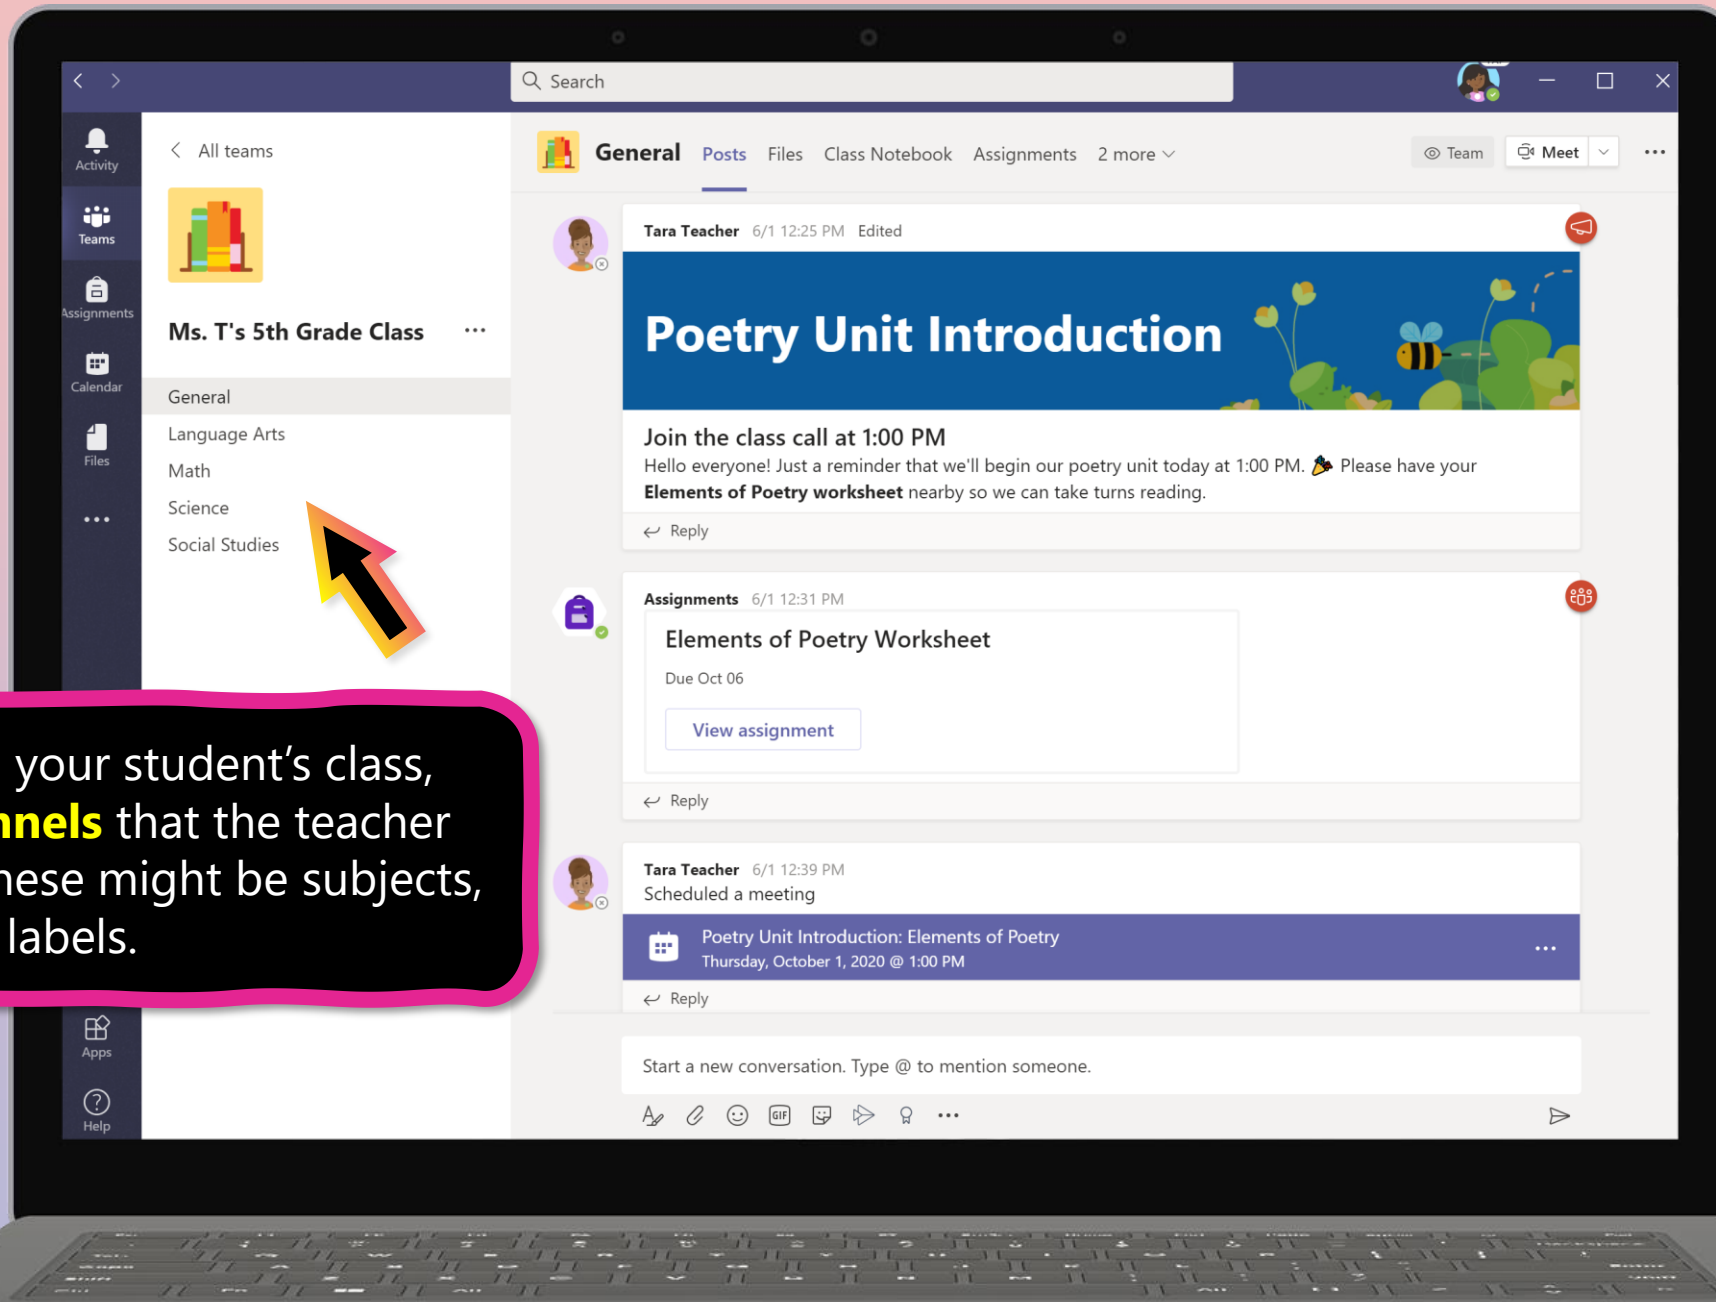 Search
Activity
Teams
Assignments
Calendar
Files
Apps
Help
All teams
Ms. T's 5th Grade Class
General
Language Arts
Math
Science
Social Studies
your student's class,
nnels that the teacher
hese might be subjects,
labels.
General Posts Files Class Notebook Assignments 2 more Team Meet
Tara Teacher 6/1 12:25 PM Edited
Poetry Unit Introduction
Join the class call at 1:00 PM
Hello everyone! Just a reminder that we'll begin our poetry unit today at 1:00 PM. 🎉 Please have your
Elements of Poetry worksheet nearby so we can take turns reading.
Reply
Assignments 6/1 12:31 PM
Elements of Poetry Worksheet
Due Oct 06
View assignment
Reply
Tara Teacher 6/1 12:39 PM
Scheduled a meeting
Poetry Unit Introduction: Elements of Poetry
Thursday, October 1, 2020 @ 1:00 PM
Reply
Start a new conversation. Type @ to mention someone.
GIF